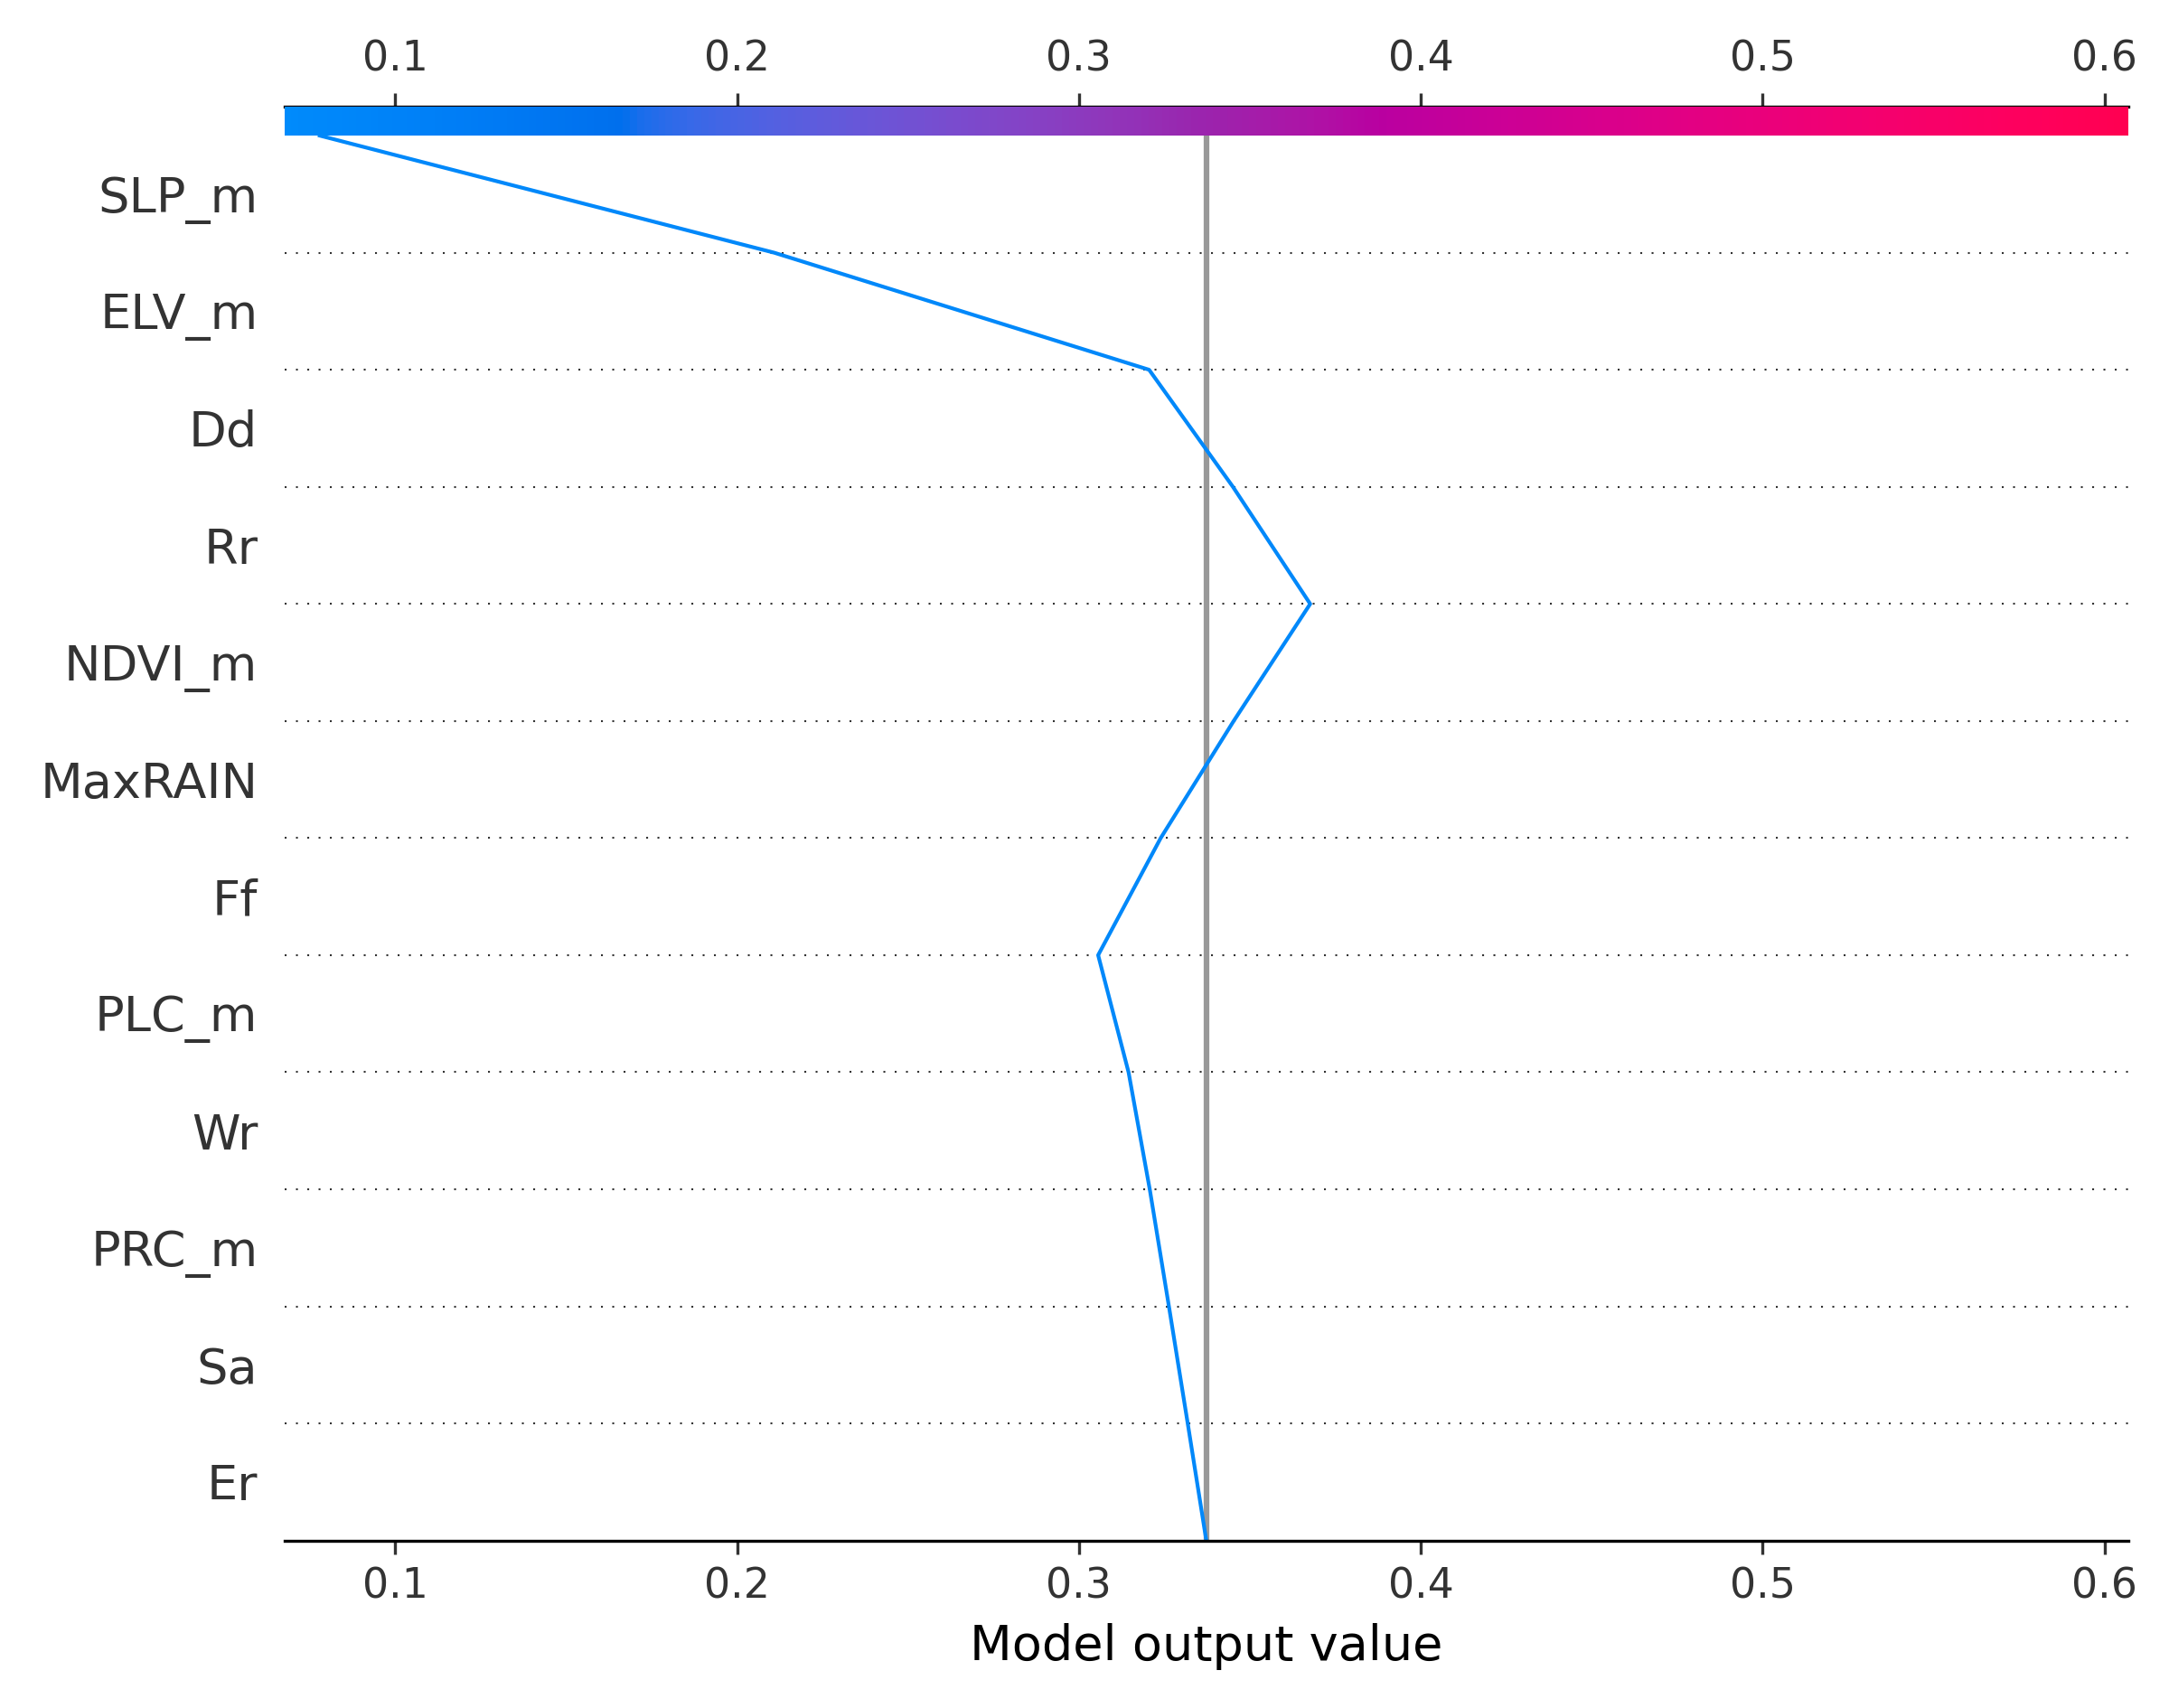 0.1 0.2 0.3 0.4 0.5 0.6
SLP_m
ELV_m
Dd
Rr
NDVI_m
MaxRAIN
Ff
PLC_m
Wr
PRC_m
Sa
Er
0.1 0.2 0.3 0.4 0.5 0.6
Model output value